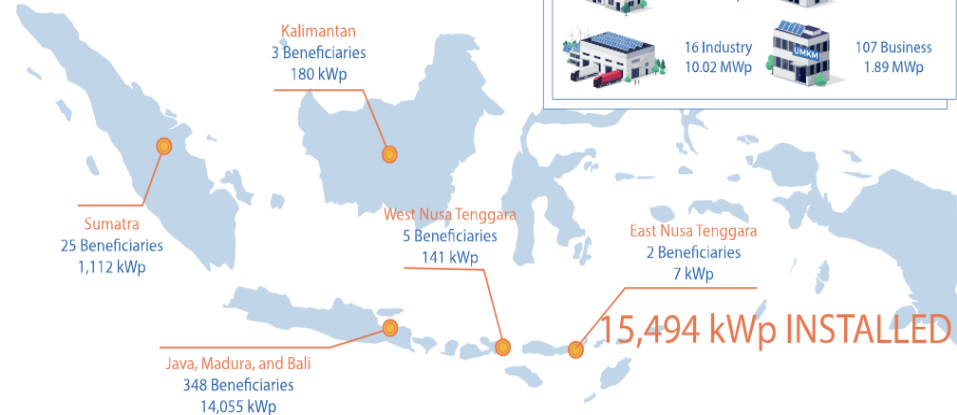 Kalimantan
3 Beneficiaries
180 kWp
16 Industry
10.02 MWp
UMKM
107 Business
1.89 MWp
Sumatra
25 Beneficiaries
1,112 kWp
West Nusa Tenggara
5 Beneficiaries
141 kWp
East Nusa Tenggara
2 Beneficiaries
7 kWp
15,494 kWp INSTALLED
Java, Madura, and Bali
348 Beneficiaries
14,055 kWp